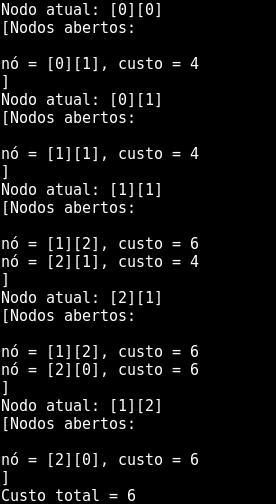 Nodo atual: [0][0]
[Nodos abertos:
nó = [0][1], custo = 4
]
Nodo atual: [0][1]
[Nodos abertos:
nó = [1][1], custo = 4
]
Nodo atual: [1][1]
[Nodos abertos:
nó = [1][2], custo = 6
nó = [2][1], custo = 4
]
Nodo atual: [2][1]
[Nodos abertos:
nó = [1][2], custo = 6
nó = [2][0], custo = 6
]
Nodo atual: [1][2]
[Nodos abertos:
nó = [2][0], custo = 6
]
Custo total = 6